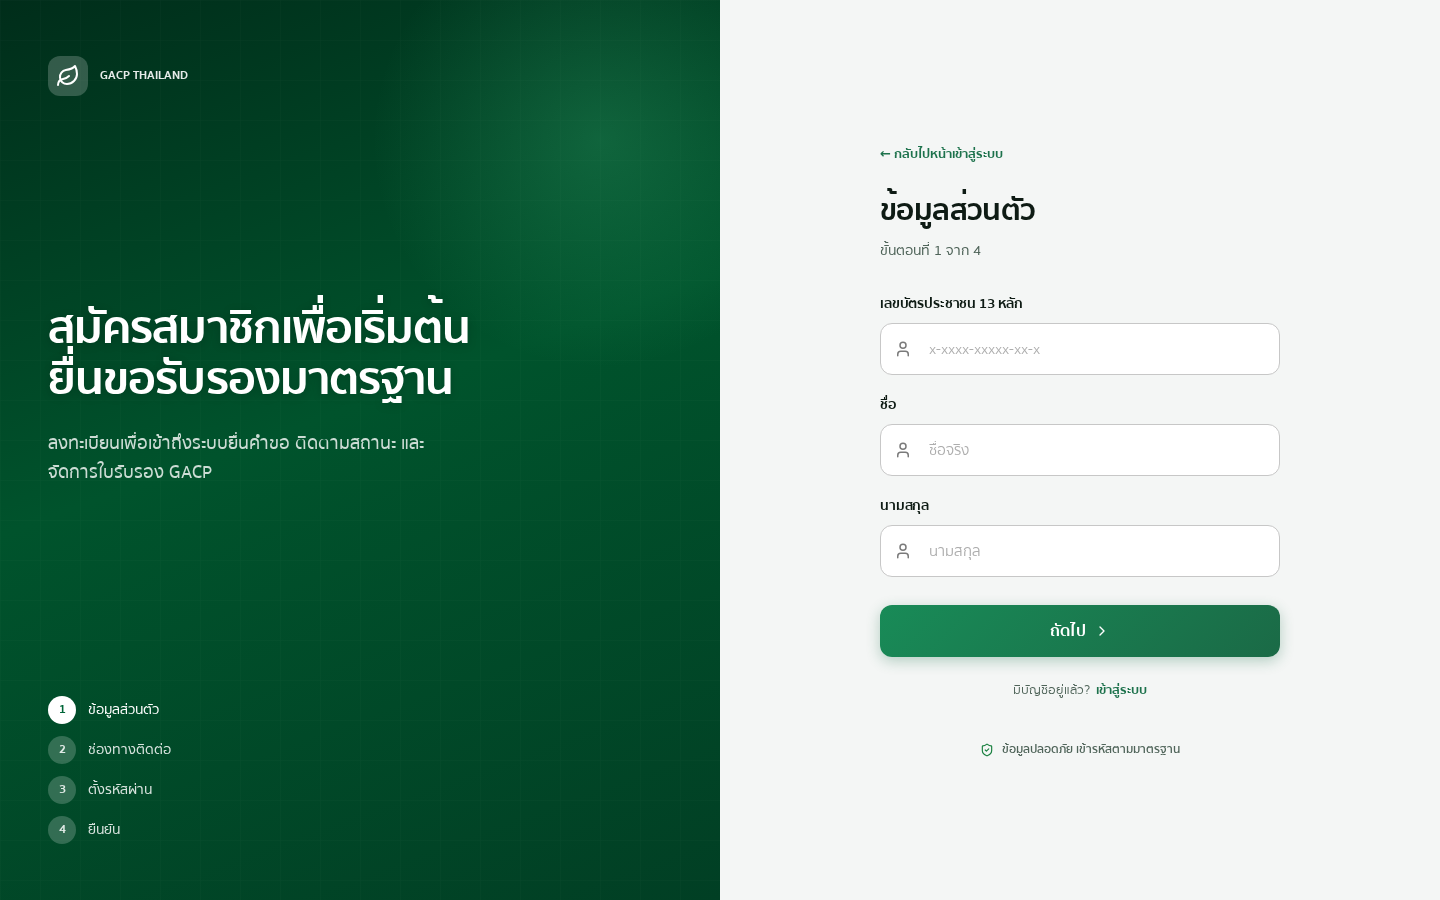 GACP THAILAND
สมัครสมาชิกเพื่อเริ่มต้น
ยื่นขอรับรองมาตรฐาน
ลงทะเบียนเพื่อเข้าถึงระบบยื่นคำขอ ติดตามสถานะ และ
จัดการใบรับรอง GACP
1 ข้อมูลส่วนตัว
2 ช่องทางติดต่อ
3 ตั้งรหัสผ่าน
4 ยืนยัน
← กลับไปหน้าเข้าสู่ระบบ
ข้อมูลส่วนตัว
ขั้นตอนที่ 1 จาก 4
เลขบัตรประชาชน 13 หลัก
x-xxxx-xxxxx-xx-x
ชื่อ
ชื่อจริง
นามสกุล
นามสกุล
ถัดไป
มีบัญชีอยู่แล้ว? เข้าสู่ระบบ
ข้อมูลปลอดภัย เข้ารหัสตามมาตรฐาน